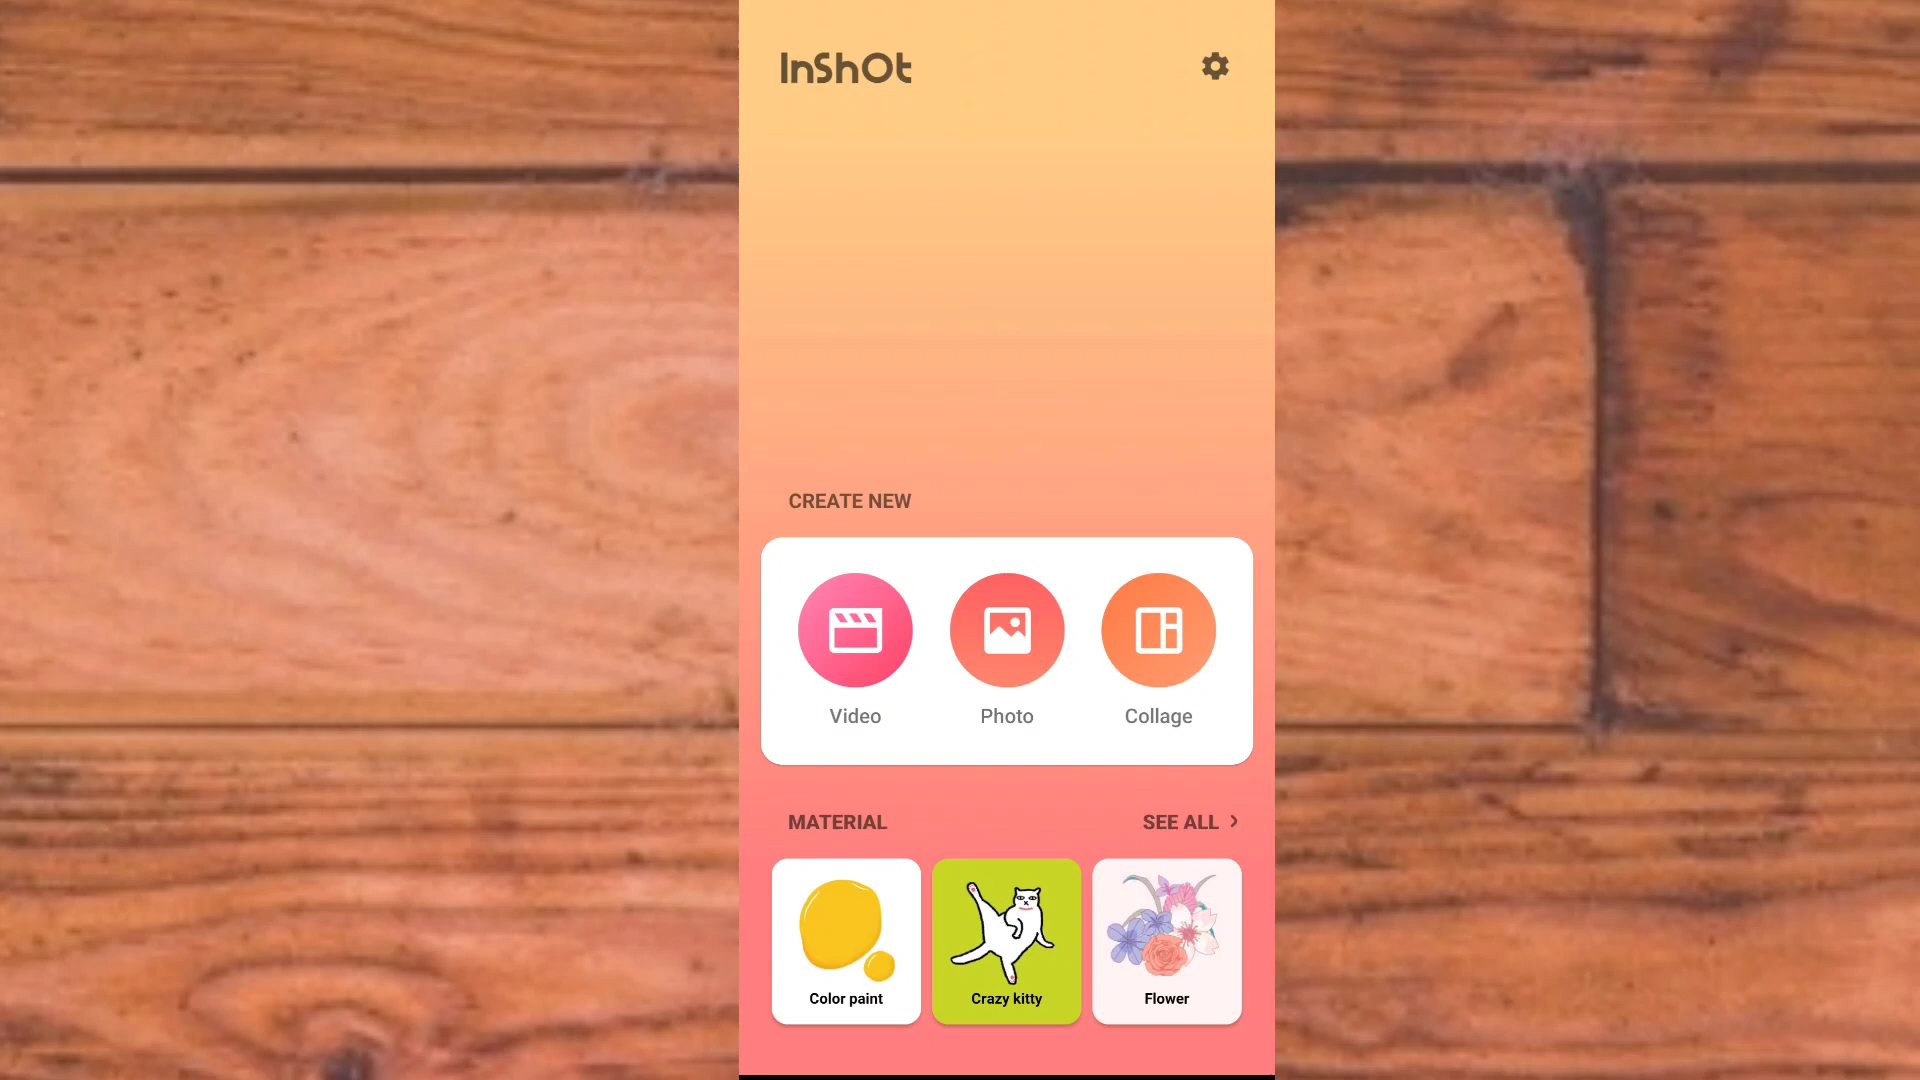 InShOt
CREATE NEW
Video Photo Collage
MATERIAL SEE ALL >
Color paint Crazy kitty Flower